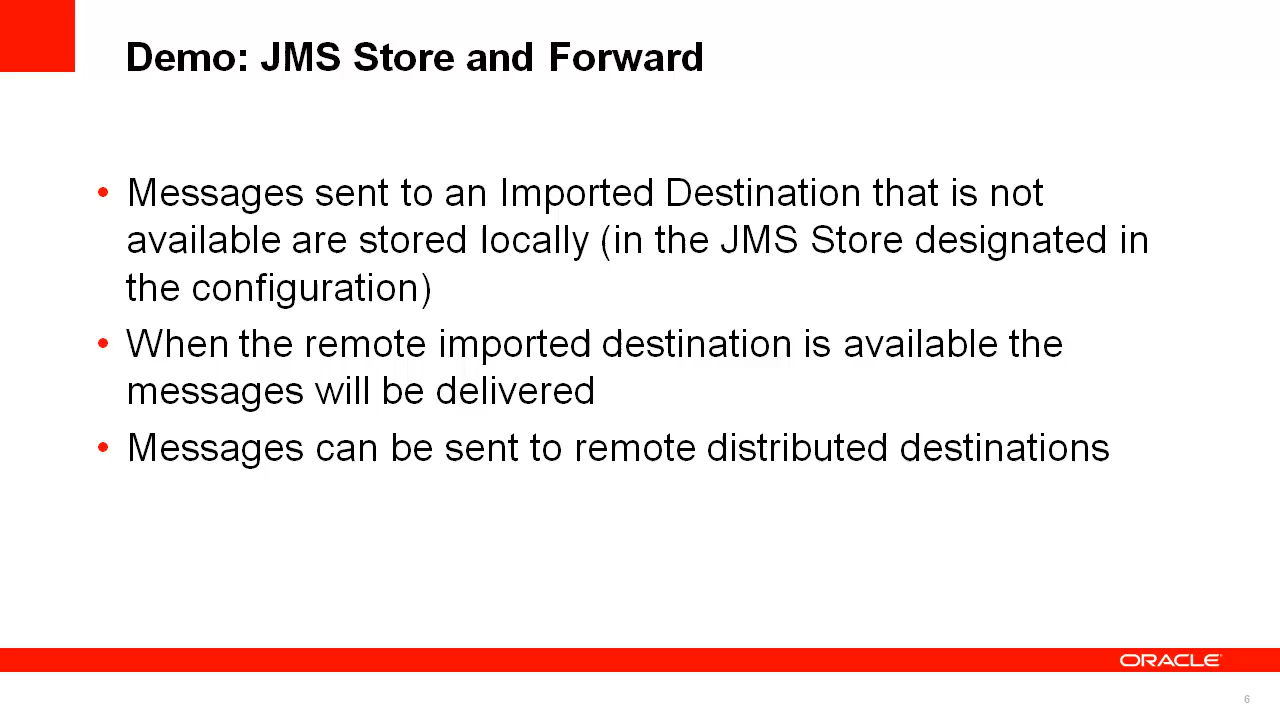 Demo: JMS Store and Forward
• Messages sent to an Imported Destination that is not
available are stored locally (in the JMS Store designated in
the configuration)
• When the remote imported destination is available the
messages will be delivered
• Messages can be sent to remote distributed destinations
ORACLE
6